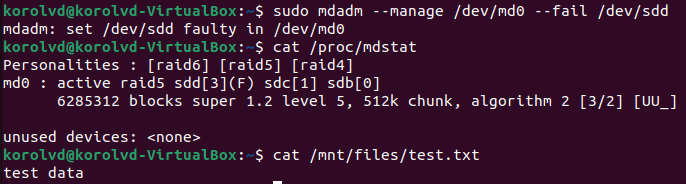 korolvd@korolvd-VirtualBox:~$ sudo mdadm --manage /dev/md0 --fail /dev/sdd
mdadm: set /dev/sdd faulty in /dev/md0
korolvd@korolvd-VirtualBox:~$ cat /proc/mdstat
Personalities : [raid6] [raid5] [raid4]
md0 : active raid5 sdd[3](F) sdc[1] sdb[0]
      6285312 blocks super 1.2 level 5, 512k chunk, algorithm 2 [3/2] [UU_]

unused devices: <none>
korolvd@korolvd-VirtualBox:~$ cat /mnt/files/test.txt
test data